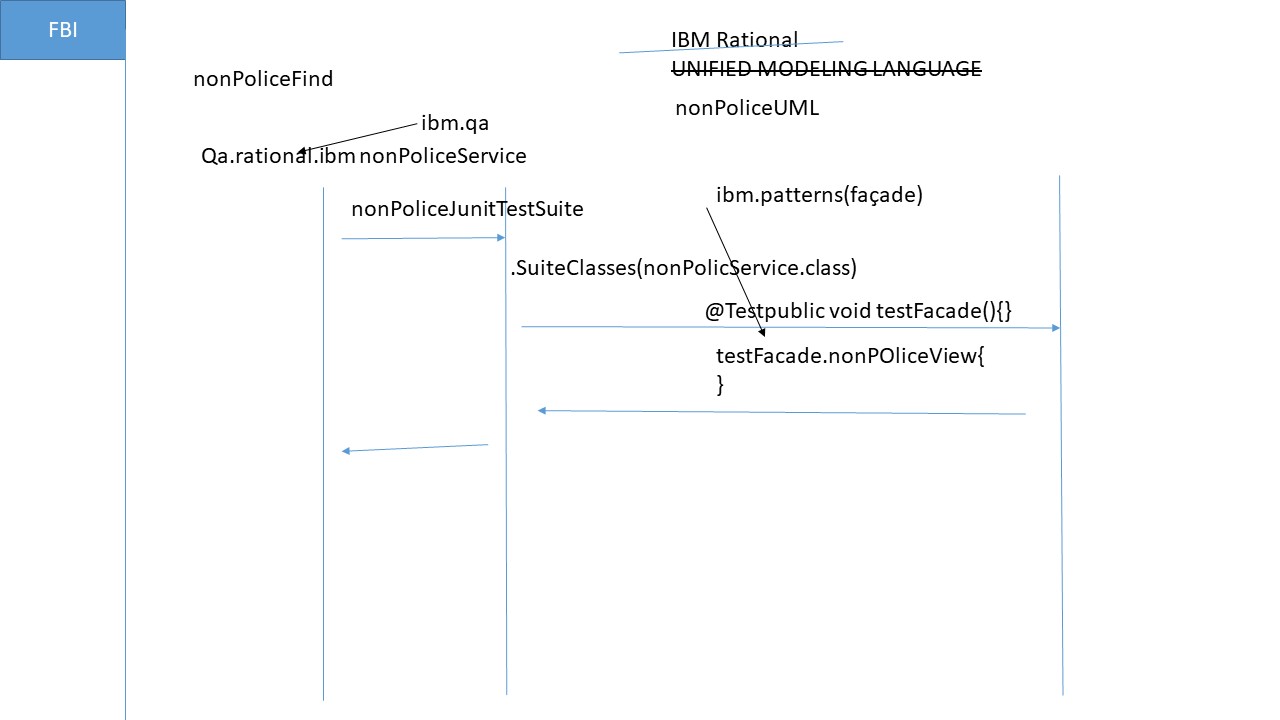 FBI
IBM Rational
UNIFIED MODELING LANGUAGE
nonPoliceFind
nonPoliceUML
ibm.qa
Qa.rational.ibm nonPoliceService
ibm.patterns(façade)
nonPoliceJunitTestSuite
.SuiteClasses(nonPolicService.class)
@Testpublic void testFacade(){}
testFacade.nonPOliceView{
}